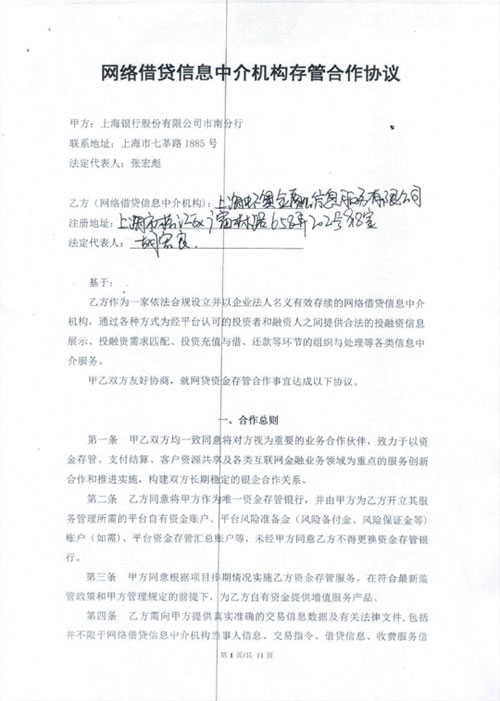 网络借贷信息中介机构存管合作协议
甲方：上海银行股份有限公司市南分行
联系地址：上海市七莘路 1885 号
法定代表人：张宏彪
乙方（网络借贷信息中介机构）：上海 金融信息服务有限公司
注册地址：上海市松江区广富林路658弄202号 室
法定代表人：胡宏良
基于：
乙方作为一家依法合规设立并以企业法人名义有效存续的网络借贷信息中介
机构，通过各种方式为经平台认可的投资者和融资人之间提供合法的投融资信息
展示、投融资需求匹配、投资充值与借、还款等环节的组织与处理等各类信息中
介服务。
甲乙双方友好协商，就网贷资金存管合作事宜达成以下协议。
一、合作总则
第一条 甲乙双方均一致同意将对方视为重要的业务合作伙伴，致力于以资
金存管、支付结算、客户资源共享及各类互联网金融业务领域为重点的服务创新
合作和推进实施，构建双方长期稳定的银企合作关系。
第二条 乙方同意将甲方作为唯一资金存管银行，并由甲方为乙方开立其服
务管理所需的平台自有资金账户、平台风险准备金（风险备付金、风险保证金等）
账户（如需）、平台资金存管汇总账户等，未经甲方同意乙方不得更换资金存管银
行。
第三条 甲方同意根据项目排期情况实施乙方资金存管服务，在符合最新监
管政策和甲方管理规定的前提下，为乙方自有资金提供增值服务产品。
第四条 乙方需向甲方提供真实准确的交易信息数据及有关法律文件，包括
并不限于网络借贷信息中介机构当事人信息、交易指令、借贷信息、收费服务信
第 1 页/共 11 页